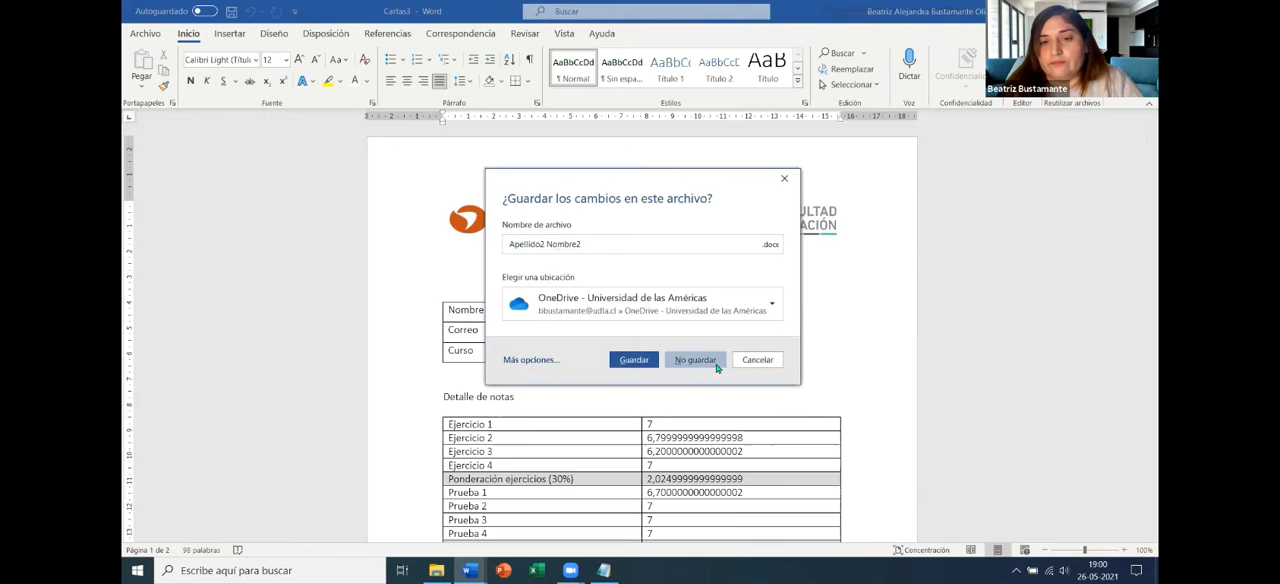 Autoguardado
Cartas3 - Word
Buscar
Beatriz Alejandra Bustamante Oli
Archivo Inicio Insertar Diseño Disposición Referencias Correspondencia Revisar Vista Ayuda
Pegar
Calibri Light (Títul 12
N K S
AaBbCcDd AaBbCcDd AaBbCcDd AaBbCcDd AaB
¶ Normal ¶ Sin espa... Título 1 Título 2 Título
Buscar
Reemplazar
Seleccionar
Dictar
Confidencialid
Portapapeles Fuente Párrafo Estilos Edición Voz Confidencialidad Editor Reutilizar archivos
Beatriz Bustamante
ULTAD
ACIÓN
¿Guardar los cambios en este archivo?
Nombre de archivo
Apellido2 Nombre2 .docx
Elegir una ubicación
OneDrive - Universidad de las Américas
bbustamante@udla.cl » OneDrive - Universidad de las Américas
Más opciones... Guardar No guardar Cancelar
Nombre
Correo
Curso
Detalle de notas
Ejercicio 1 7
Ejercicio 2 6,7999999999999998
Ejercicio 3 6,2000000000000002
Ejercicio 4 7
Ponderación ejercicios (30%) 2,0249999999999999
Prueba 1 6,7000000000000002
Prueba 2 7
Prueba 3 7
Prueba 4 7
Página 1 de 2 98 palabras
Concentración
100%
Escribe aquí para buscar
19:00
26-05-2021